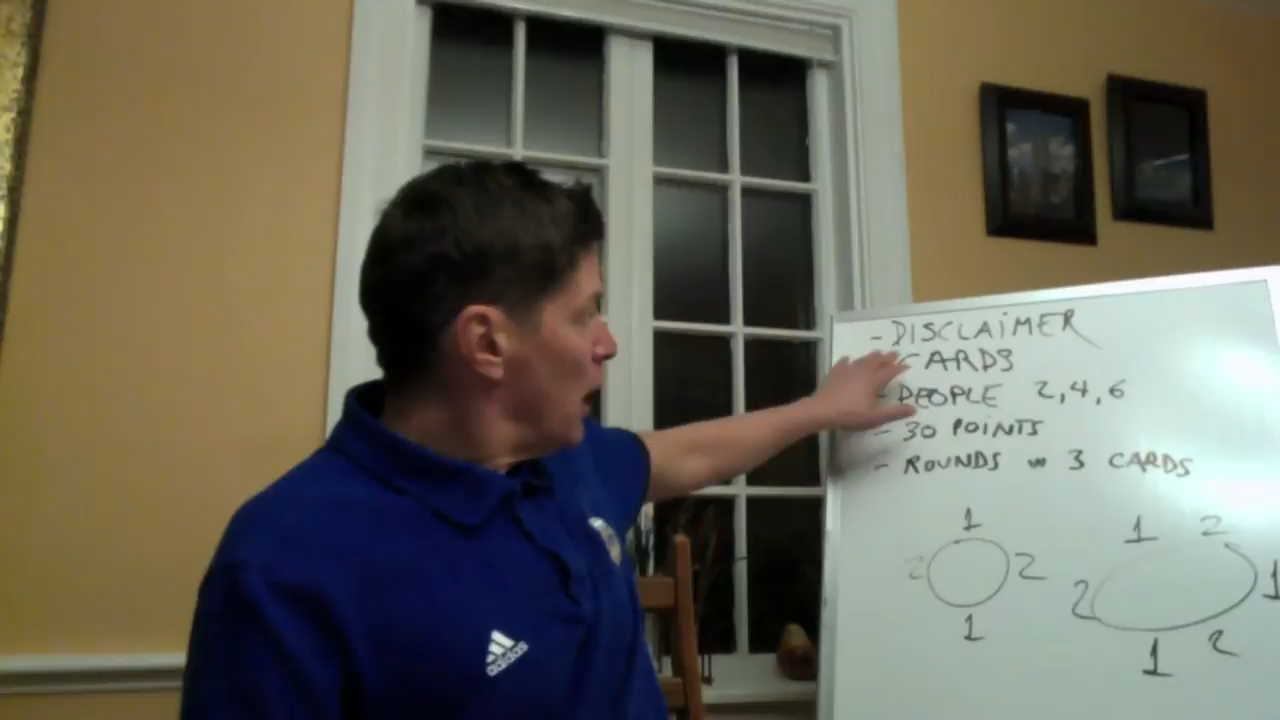 - DISCLAIMER
- CARDS
- PEOPLE 2,4,6
- 30 POINTS
- ROUNDS w 3 CARDS
1
2 2
1
1 2
2 1
1 2
adidas